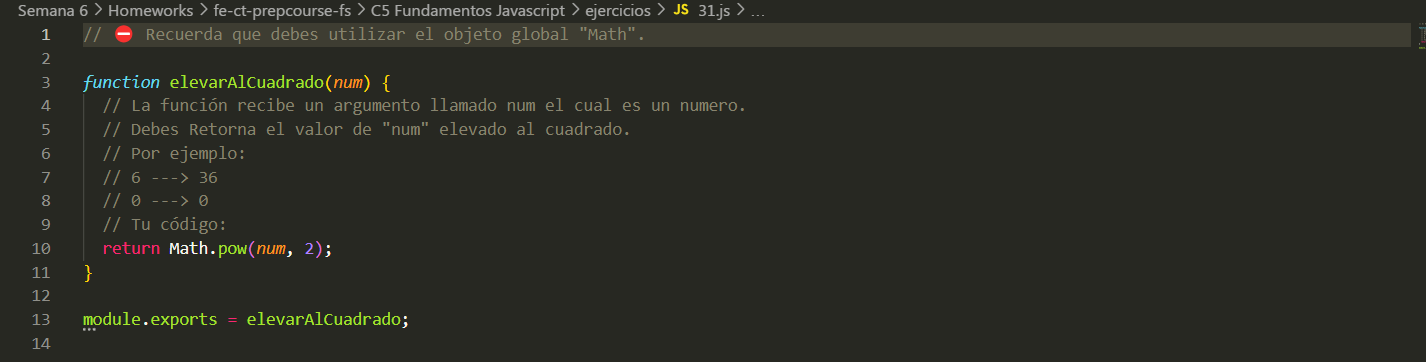 Semana 6 > Homeworks > fe-ct-prepcourse-fs > C5 Fundamentos Javascript > ejercicios > JS 31.js > ...
1 // ⛔ Recuerda que debes utilizar el objeto global "Math".
2
3 function elevarAlCuadrado(num) {
4   // La función recibe un argumento llamado num el cual es un numero.
5   // Debes Retorna el valor de "num" elevado al cuadrado.
6   // Por ejemplo:
7   // 6 ---> 36
8   // 0 ---> 0
9   // Tu código:
10   return Math.pow(num, 2);
11 }
12
13 module.exports = elevarAlCuadrado;
14